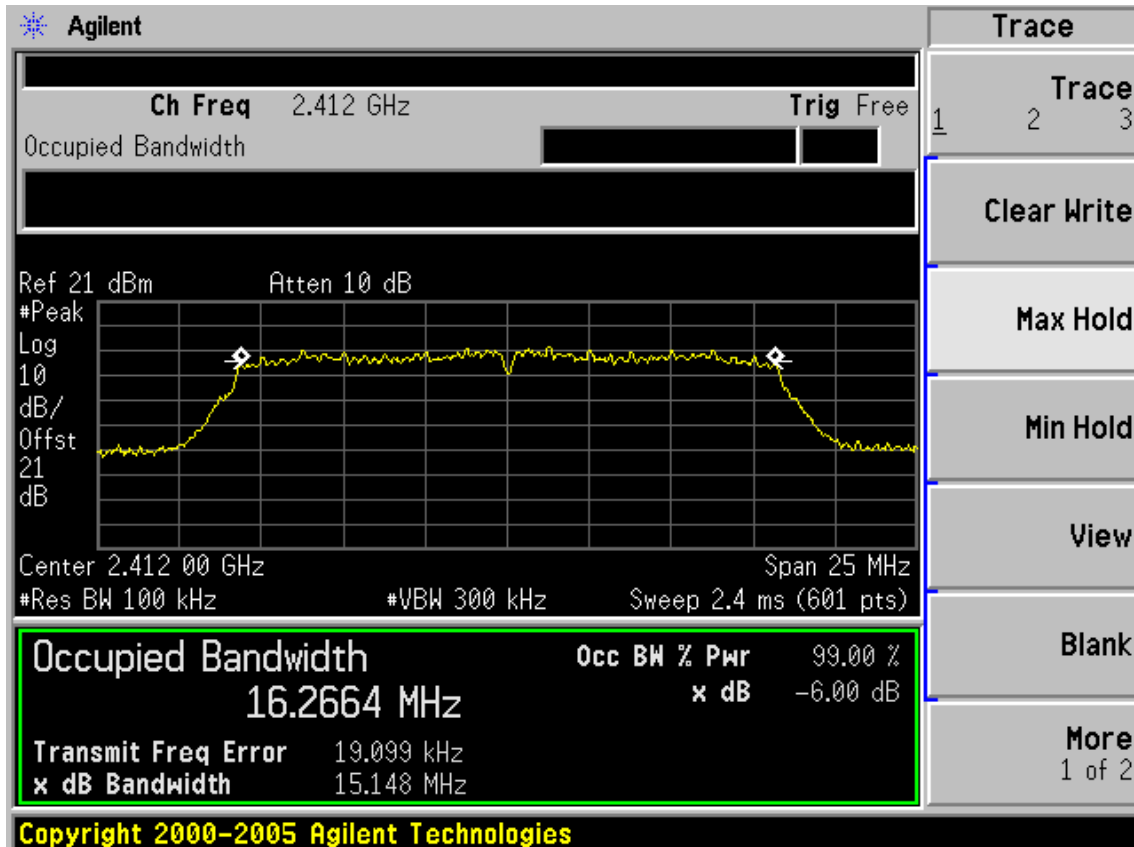 Agilent
Trace
Ch Freq 2.412 GHz Trig Free
Occupied Bandwidth
Trace
1 2 3
Clear Write
Max Hold
Min Hold
View
Blank
More
1 of 2
Ref 21 dBm Atten 10 dB
#Peak
Log
10
dB/
Offst
21
dB
Center 2.412 00 GHz Span 25 MHz
#Res BW 100 kHz #VBW 300 kHz Sweep 2.4 ms (601 pts)
Occupied Bandwidth Occ BW % Pwr 99.00 %
16.2664 MHz x dB -6.00 dB
Transmit Freq Error 19.099 kHz
x dB Bandwidth 15.148 MHz
Copyright 2000-2005 Agilent Technologies